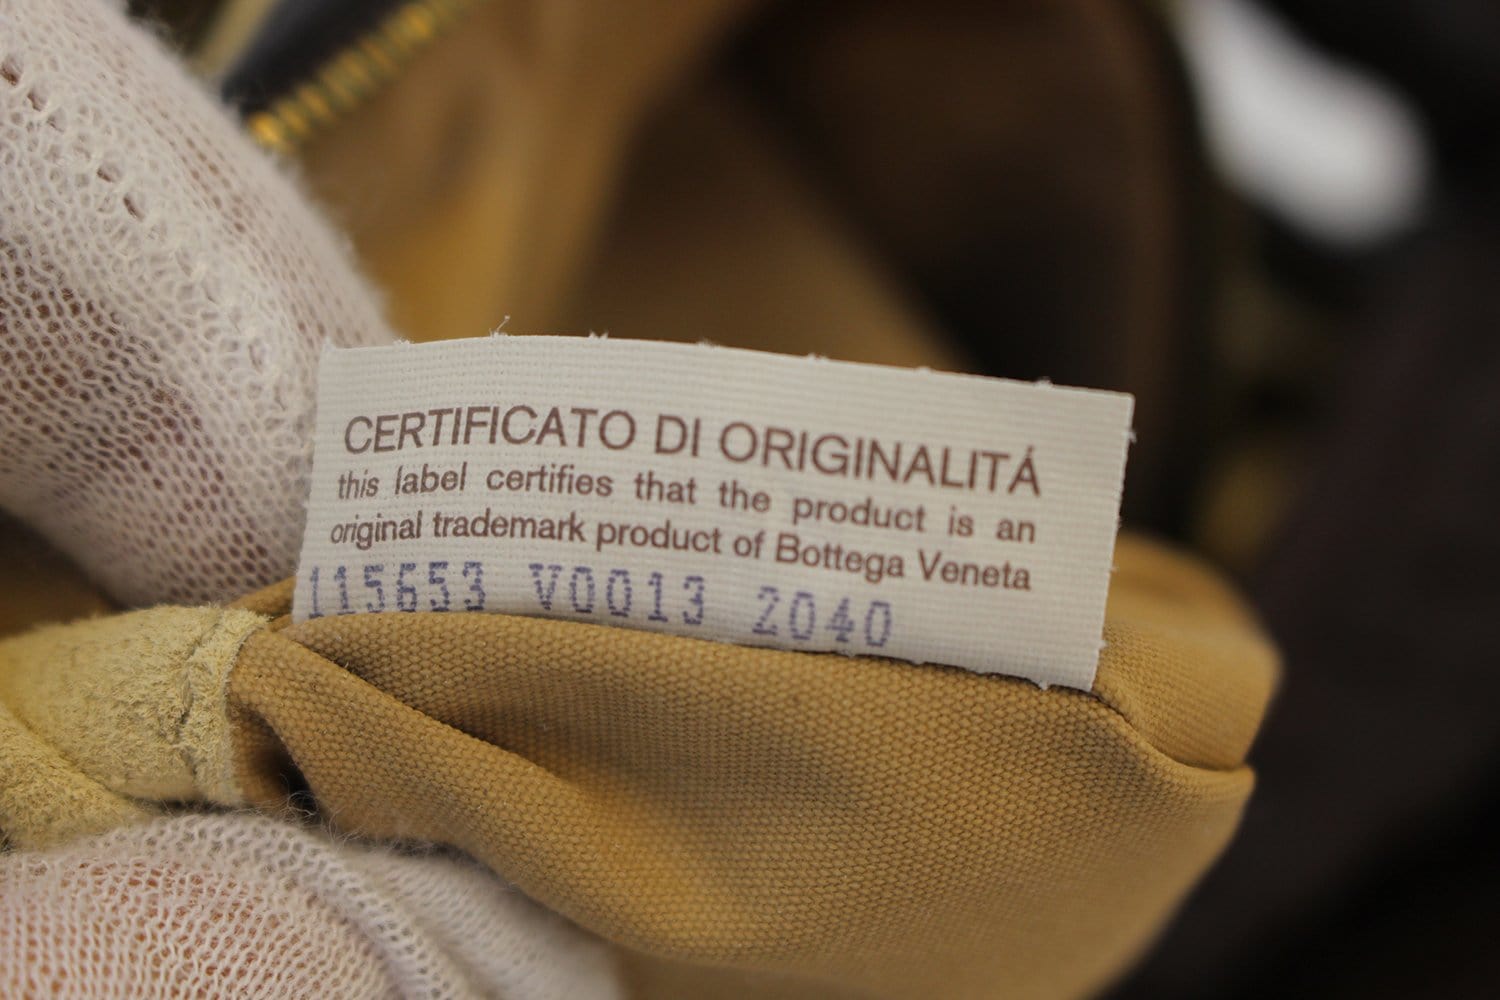 CERTIFICATO DI ORIGINALITÁ
this label certifies that the product is an
original trademark product of Bottega Veneta
115653 V0013 2040